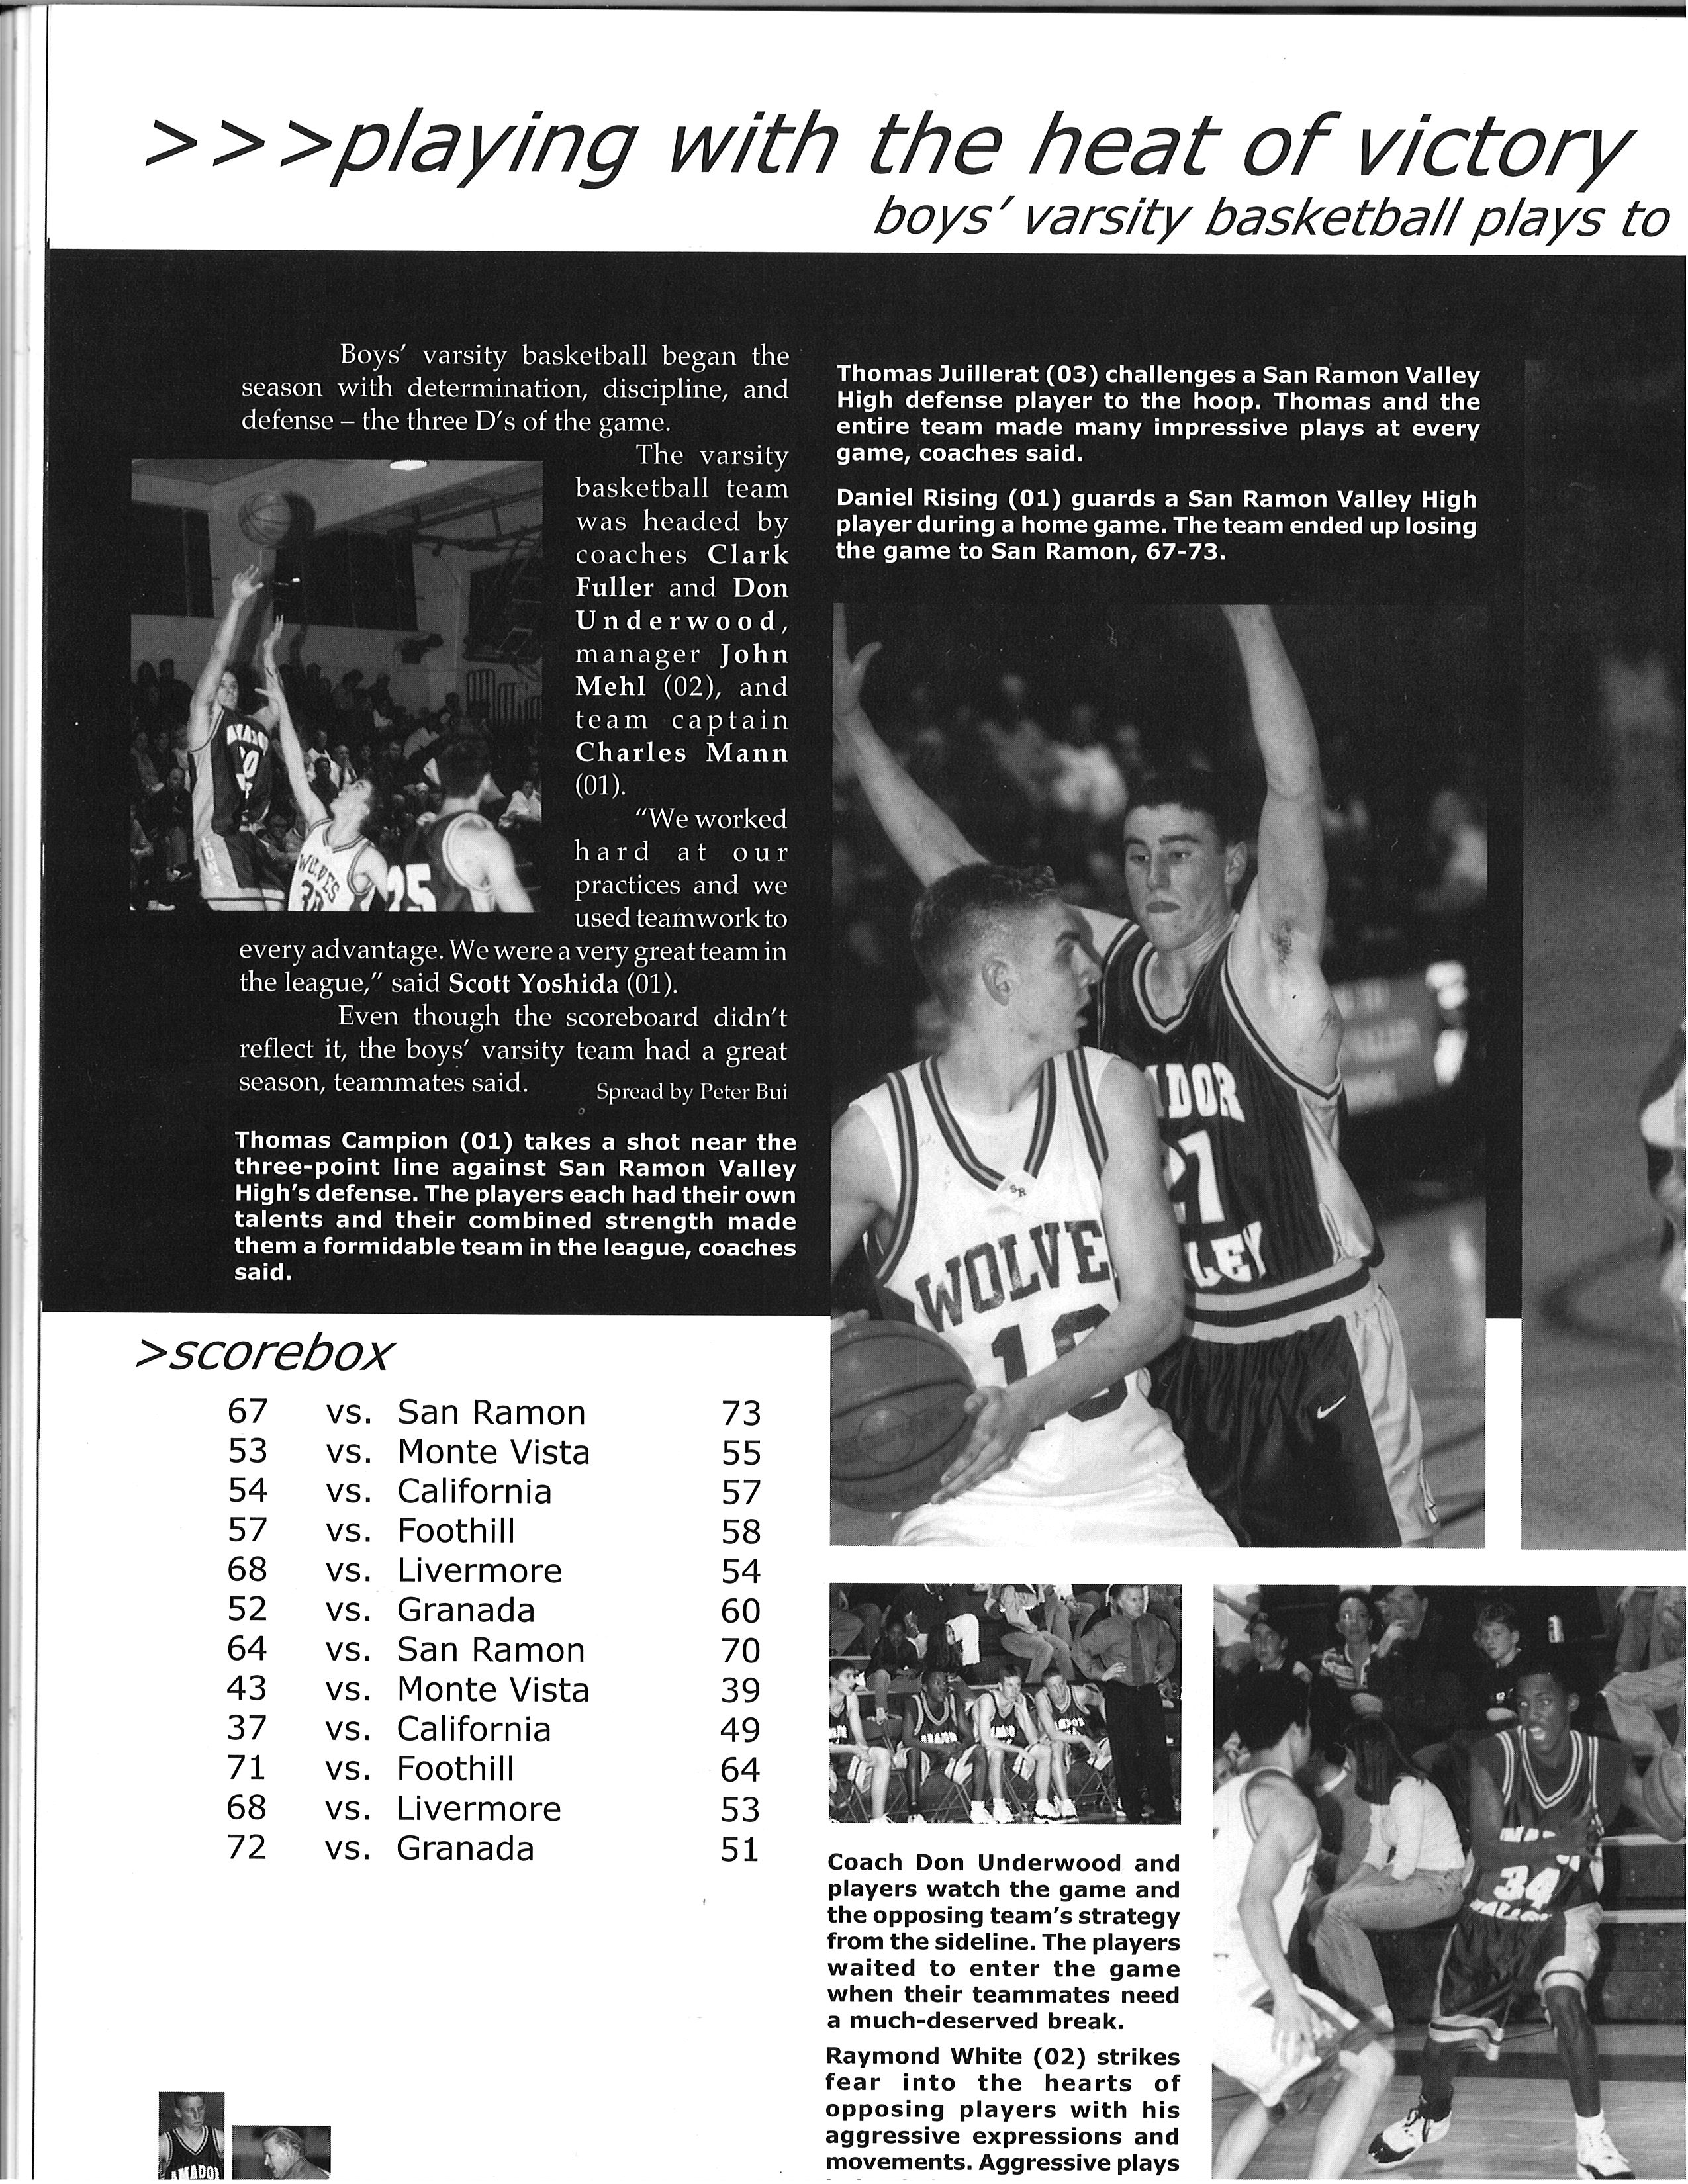 >>>playing with the heat of victory
boys' varsity basketball plays to
Boys' varsity basketball began the
season with determination, discipline, and
defense – the three D's of the game.
The varsity
basketball team
was headed by
coaches Clark
Fuller and Don
Underwood,
manager John
Mehl (02), and
team captain
Charles Mann
(01).
"We worked
hard at our
practices and we
used teamwork to
every advantage. We were a very great team in
the league," said Scott Yoshida (01).
Even though the scoreboard didn't
reflect it, the boys' varsity team had a great
season, teammates said.
Spread by Peter Bui
Thomas Campion (01) takes a shot near the
three-point line against San Ramon Valley
High's defense. The players each had their own
talents and their combined strength made
them a formidable team in the league, coaches
said.
Thomas Juillerat (03) challenges a San Ramon Valley
High defense player to the hoop. Thomas and the
entire team made many impressive plays at every
game, coaches said.
Daniel Rising (01) guards a San Ramon Valley High
player during a home game. The team ended up losing
the game to San Ramon, 67-73.
WOLVES
25
DOR
21
LEY
SR
WOLVE
>scorebox
67 vs. San Ramon 73
53 vs. Monte Vista 55
54 vs. California 57
57 vs. Foothill 58
68 vs. Livermore 54
52 vs. Granada 60
64 vs. San Ramon 70
43 vs. Monte Vista 39
37 vs. California 49
71 vs. Foothill 64
68 vs. Livermore 53
72 vs. Granada 51
34
Coach Don Underwood and
players watch the game and
the opposing team's strategy
from the sideline. The players
waited to enter the game
when their teammates need
a much-deserved break.
Raymond White (02) strikes
fear into the hearts of
opposing players with his
aggressive expressions and
movements. Aggressive plays